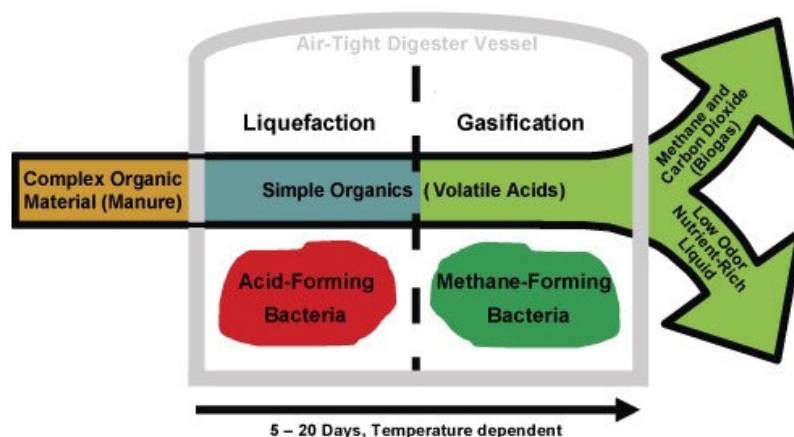 Air-Tight Digester Vessel
Liquefaction
Gasification
Complex Organic
Material (Manure)
Simple Organics (Volatile Acids)
Methane and
Carbon Dioxide
(Biogas)
Low Odor
Nutrient-Rich
Liquid
Acid-Forming
Bacteria
Methane-Forming
Bacteria
5 – 20 Days, Temperature dependent